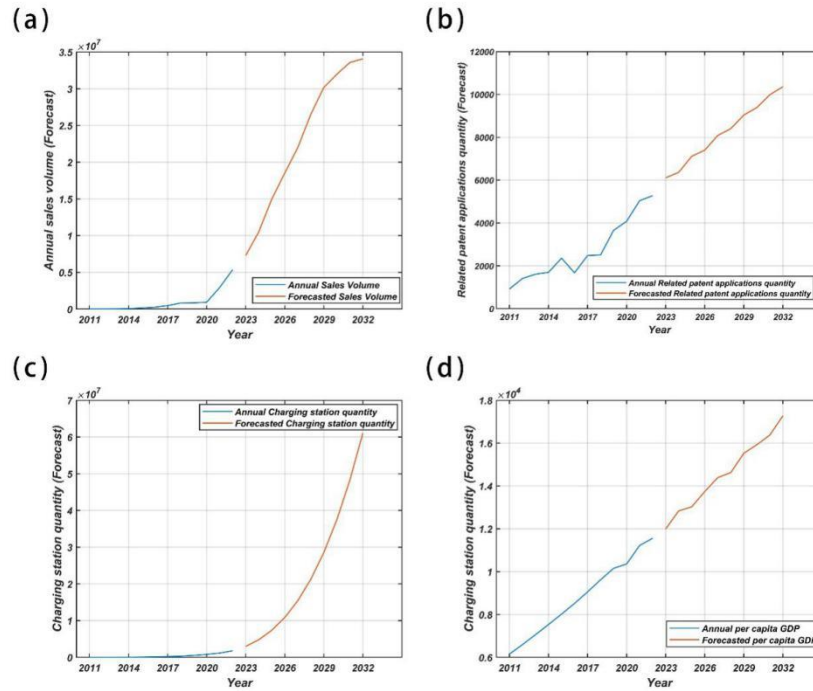 (a)
×10^7
3.5
3
2.5
2
1.5
1
0.5
0
Annual sales volume (Forecast)
Annual Sales Volume
Forecasted Sales Volume
2011 2014 2017 2020 2023 2026 2029 2032
Year
(b)
12000
10000
8000
6000
4000
2000
0
Related patent applications quantity (Forecast)
Annual Related patent applications quantity
Forecasted Related patent applications quantity
2011 2014 2017 2020 2023 2026 2029 2032
Year
(c)
×10^7
7
6
5
4
3
2
1
0
Charging station quantity (Forecast)
Annual Charging station quantity
Forecasted Charging station quantity
2011 2014 2017 2020 2023 2026 2029 2032
Year
(d)
×10^4
1.8
1.6
1.4
1.2
1
0.8
0.6
Charging station quantity (Forecast)
Annual per capita GDP
Forecasted per capita GDP
2011 2014 2017 2020 2023 2026 2029 2032
Year